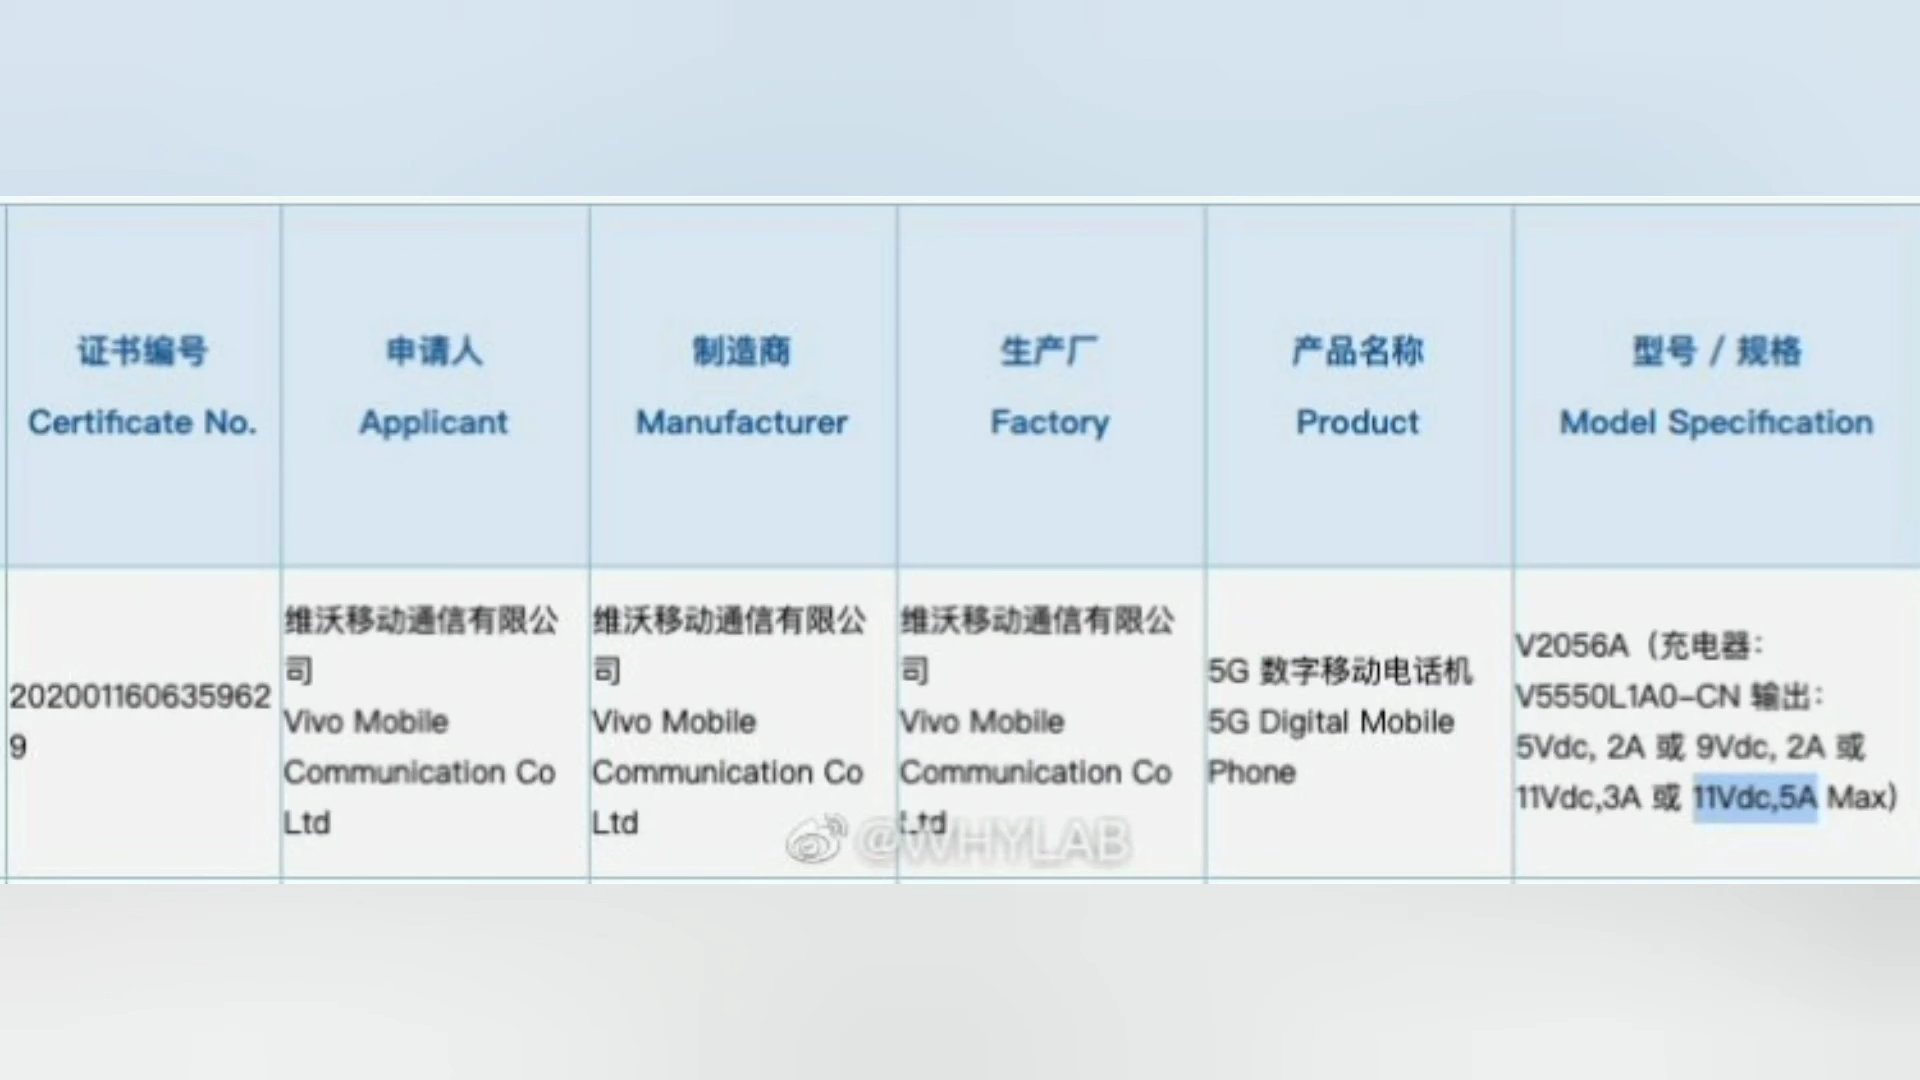 证书编号
Certificate No.
申请人
Applicant
制造商
Manufacturer
生产厂
Factory
产品名称
Product
型号 / 规格
Model Specification
202001160635962
9
维沃移动通信有限公
司
Vivo Mobile
Communication Co
Ltd
维沃移动通信有限公
司
Vivo Mobile
Communication Co
Ltd
维沃移动通信有限公
司
Vivo Mobile
Communication Co
Ltd
5G 数字移动电话机
5G Digital Mobile
Phone
V2056A（充电器：
V5550L1A0-CN 输出：
5Vdc, 2A 或 9Vdc, 2A 或
11Vdc,3A 或 11Vdc,5A Max）
@WHYLAB